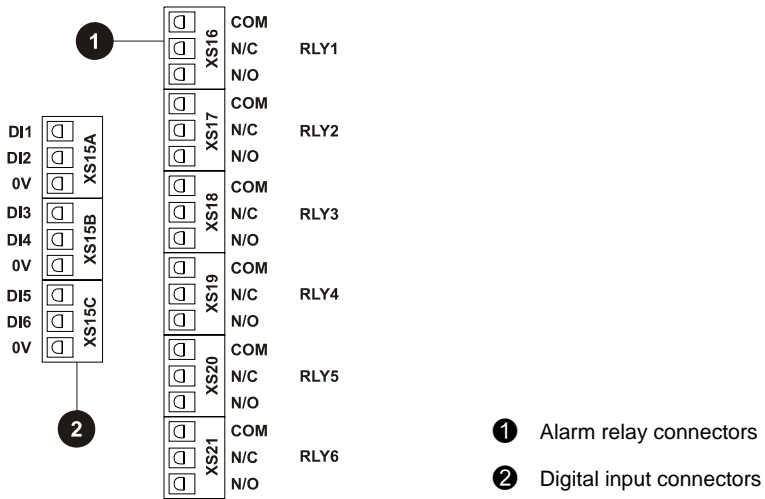 1
COM
N/C
N/O
XS16
RLY1
COM
N/C
N/O
XS17
RLY2
COM
N/C
N/O
XS18
RLY3
COM
N/C
N/O
XS19
RLY4
COM
N/C
N/O
XS20
RLY5
COM
N/C
N/O
XS21
RLY6
DI1
DI2
0V
XS15A
DI3
DI4
0V
XS15B
DI5
DI6
0V
XS15C
2
1 Alarm relay connectors
2 Digital input connectors